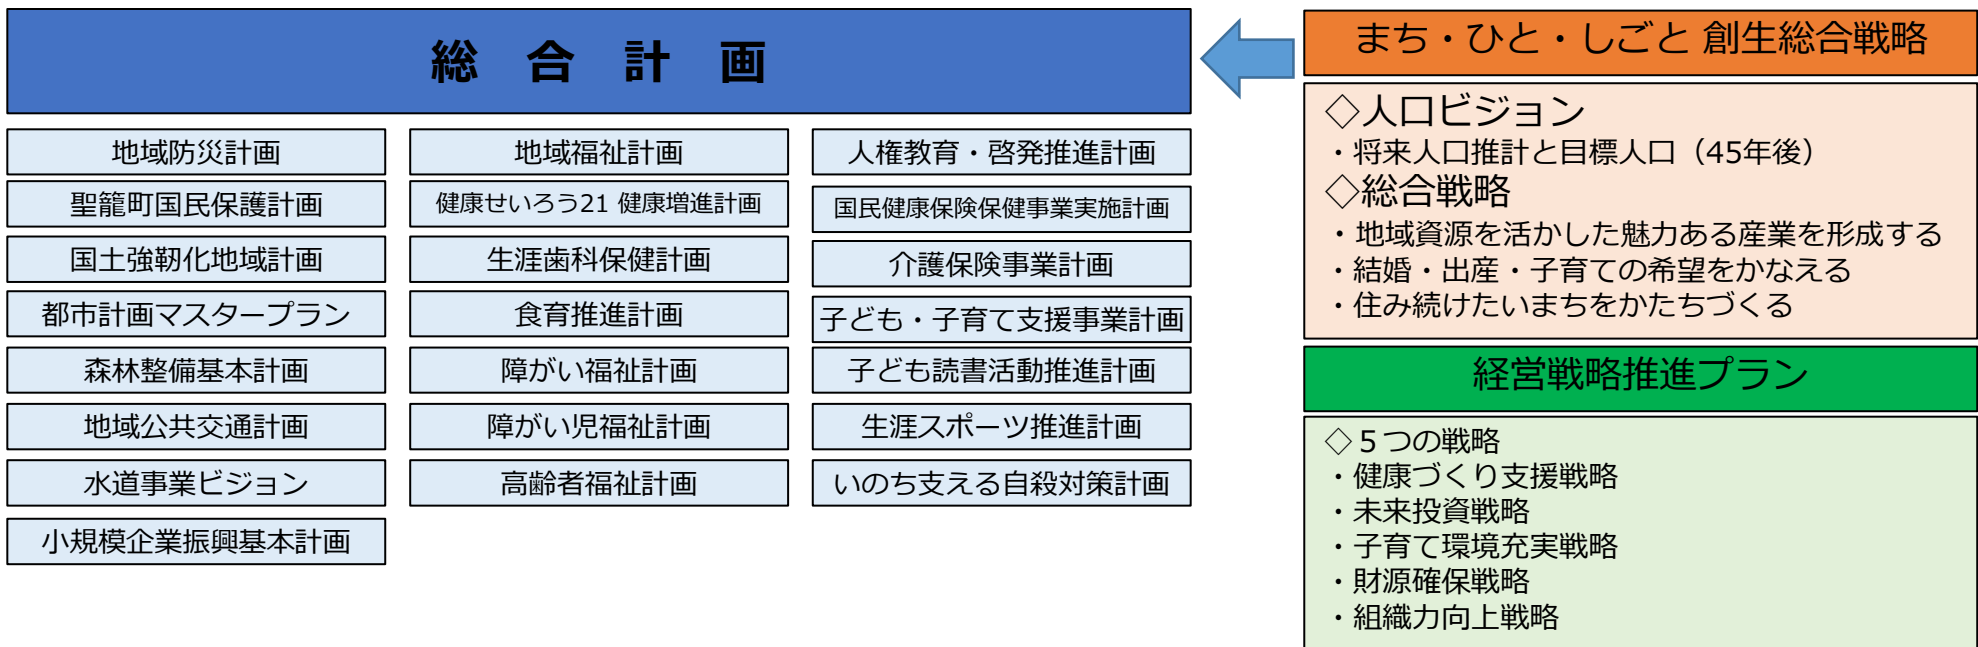 総合計画
地域防災計画
聖籠町国民保護計画
国土強靭化地域計画
都市計画マスタープラン
森林整備基本計画
地域公共交通計画
水道事業ビジョン
小規模企業振興基本計画
地域福祉計画
健康せいろう21 健康増進計画
生涯歯科保健計画
食育推進計画
障がい福祉計画
障がい児福祉計画
高齢者福祉計画
人権教育・啓発推進計画
国民健康保険保健事業実施計画
介護保険事業計画
子ども・子育て支援事業計画
子ども読書活動推進計画
生涯スポーツ推進計画
いのち支える自殺対策計画
まち・ひと・しごと 創生総合戦略
◇人口ビジョン
・将来人口推計と目標人口（45年後）
◇総合戦略
・地域資源を活かした魅力ある産業を形成する
・結婚・出産・子育ての希望をかなえる
・住み続けたいまちをかたちづくる
経営戦略推進プラン
◇５つの戦略
・健康づくり支援戦略
・未来投資戦略
・子育て環境充実戦略
・財源確保戦略
・組織力向上戦略